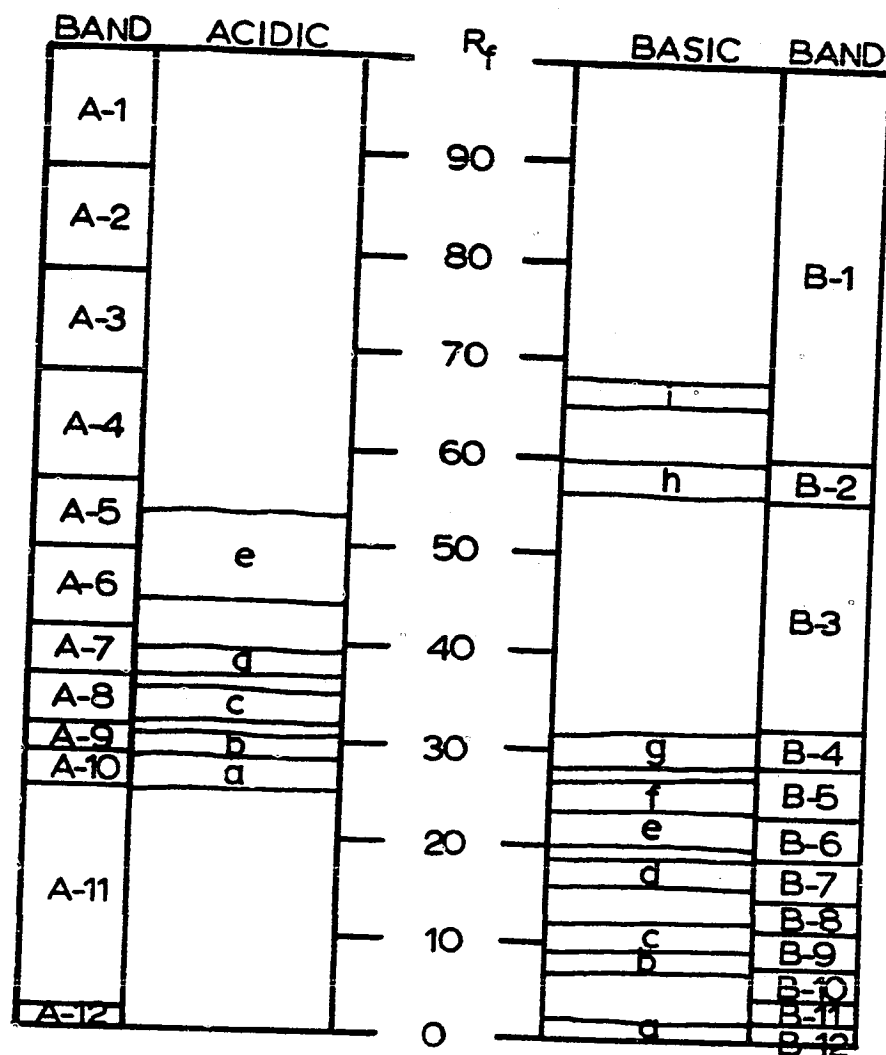 BAND ACIDIC Rf BASIC BAND
A-1
90
A-2
80
B-1
A-3
70
i
A-4
60
h B-2
A-5
e 50
A-6
B-3
A-7 d 40
A-8 c
A-9 b 30 g B-4
A-10 a
f B-5
e
20 B-6
d B-7
A-11
B-8
10 c B-9
b
B-10
A-12 B-11
0 a B-12